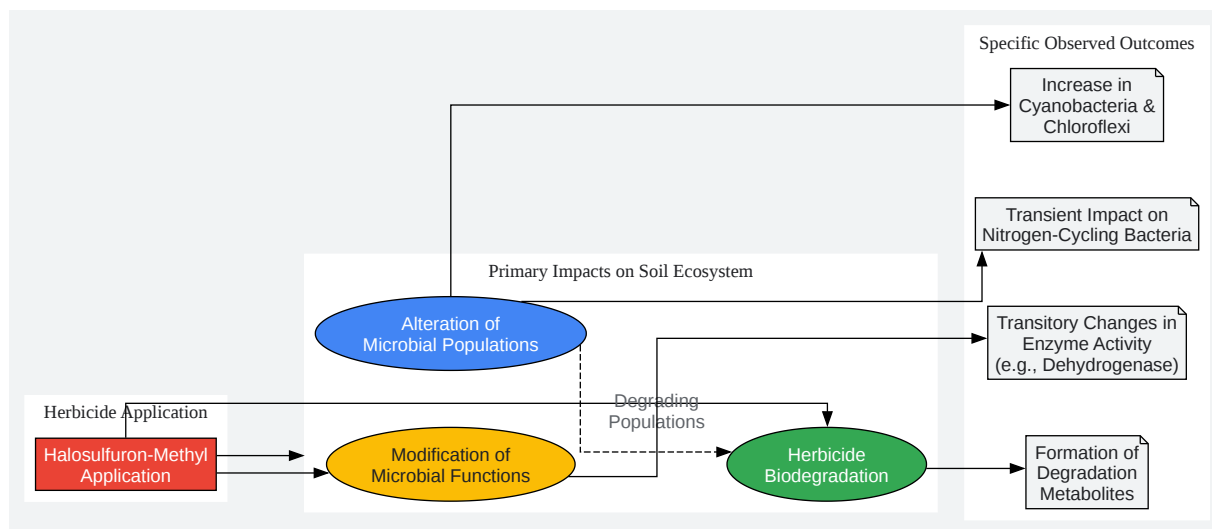 Specific Observed Outcomes
Increase in
Cyanobacteria &
Chloroflexi
Transient Impact on
Nitrogen-Cycling Bacteria
Primary Impacts on Soil Ecosystem
Alteration of
Microbial Populations
Transitory Changes in
Enzyme Activity
(e.g., Dehydrogenase)
Herbicide Application
Degrading
Populations
Halosulfuron-Methyl
Application
Modification of
Microbial Functions
Herbicide
Biodegradation
Formation of
Degradation
Metabolites